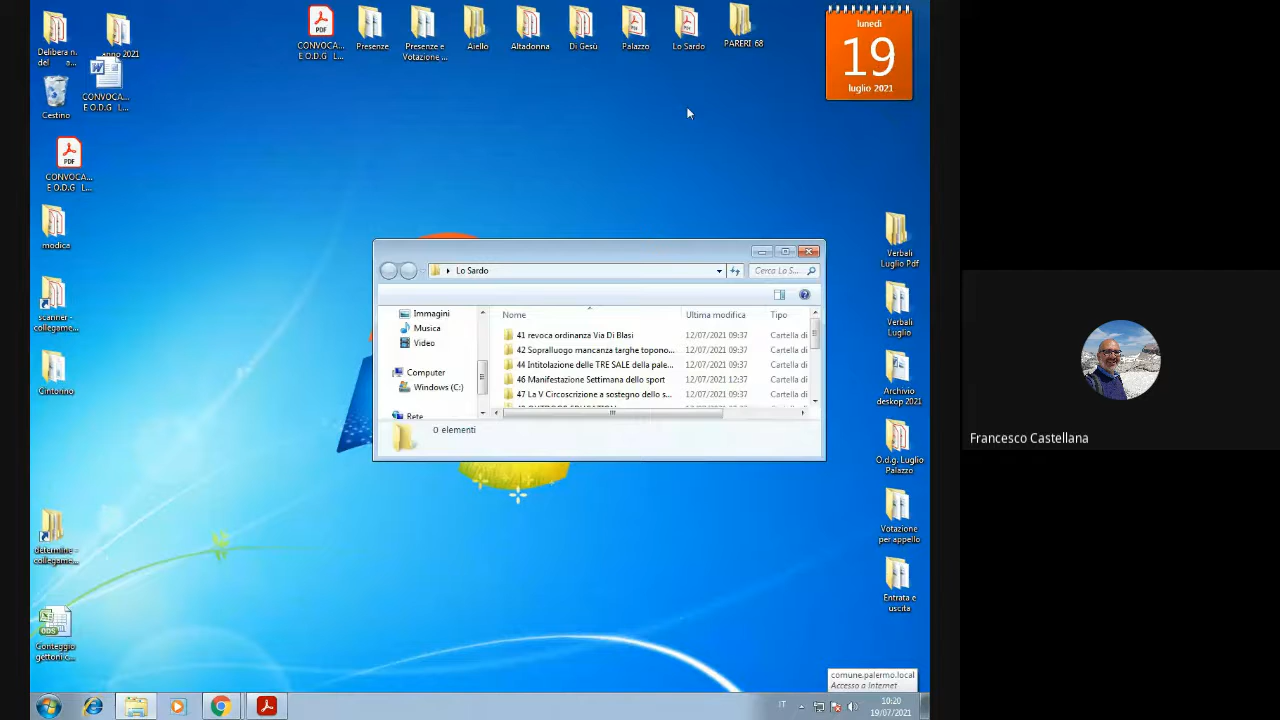 Delibera n.
del a...
anno 2021
CONVOCA...
E O.D.G L...
Presenze
Presenze e
Votazione ...
Aiello
Altadonna
Di Gesù
Palazzo
Lo Sardo
PARERI 68
lunedì
19
luglio 2021
Cestino
CONVOCA...
E O.D.G L...
PDF
CONVOCA...
E O.D.G L...
modica
scanner -
collegame...
Cintorino
determine -
collegame...
ODS
Conteggio
gettoni c...
Lo Sardo
Cerca Lo S...
Immagini
Musica
Video
Computer
Windows (C:)
Rete
Nome
Ultima modifica
Tipo
41 revoca ordinanza Via Di Blasi 12/07/2021 09:37 Cartella di
42 Sopralluogo mancanza targhe topono... 12/07/2021 09:37 Cartella di
44 Intitolazione delle TRE SALE della pale... 12/07/2021 09:37 Cartella di
46 Manifestazione Settimana dello sport 12/07/2021 12:37 Cartella di
47 La V Circoscrizione a sostegno dello s... 12/07/2021 09:37 Cartella di
0 elementi
Verbali
Luglio Pdf
Verbali
Luglio
Archivio
deskop 2021
O.d.g. Luglio
Palazzo
Votazione
per appello
Entrata e
uscita
comune.palermo.local
Accesso a Internet
IT
10:20
19/07/2021
Francesco Castellana